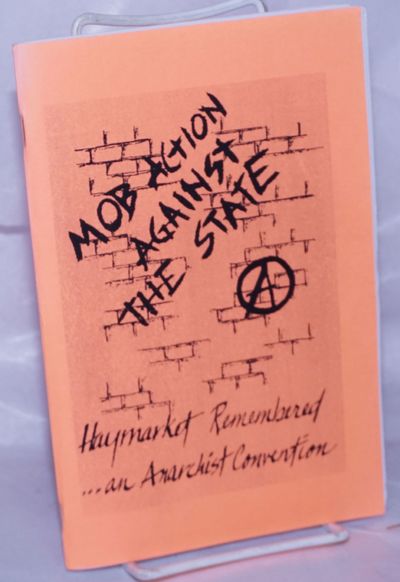 MOB ACTION
AGAINST
THE STATE
A
Haymarket Remembered
...an Anarchist Convention